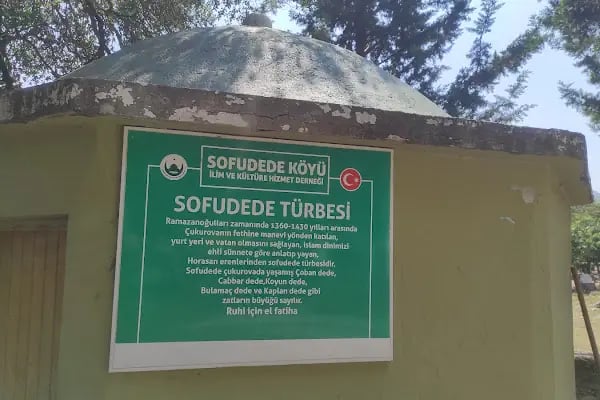 SOFUDEDE KÖYÜ
İLİM VE KÜLTÜRE HİZMET DERNEĞİ
SOFUDEDE TÜRBESİ
Ramazanoğulları zamanında 1360-1430 yılları arasında
Çukurovanın fethine manevi yönden katılan,
yurt yeri ve vatan olmasını sağlayan, islam dinimizi
ehli sünnete göre anlatıp yayan,
Horasan erenlerinden sofudede türbesidir.
Sofudede çukurovada yaşamış Çoban dede,
Cabbar dede,Koyun dede,
Bulamaç dede ve Kaplan dede gibi
zatların büyüğü sayılır.
Ruhi için el fatiha